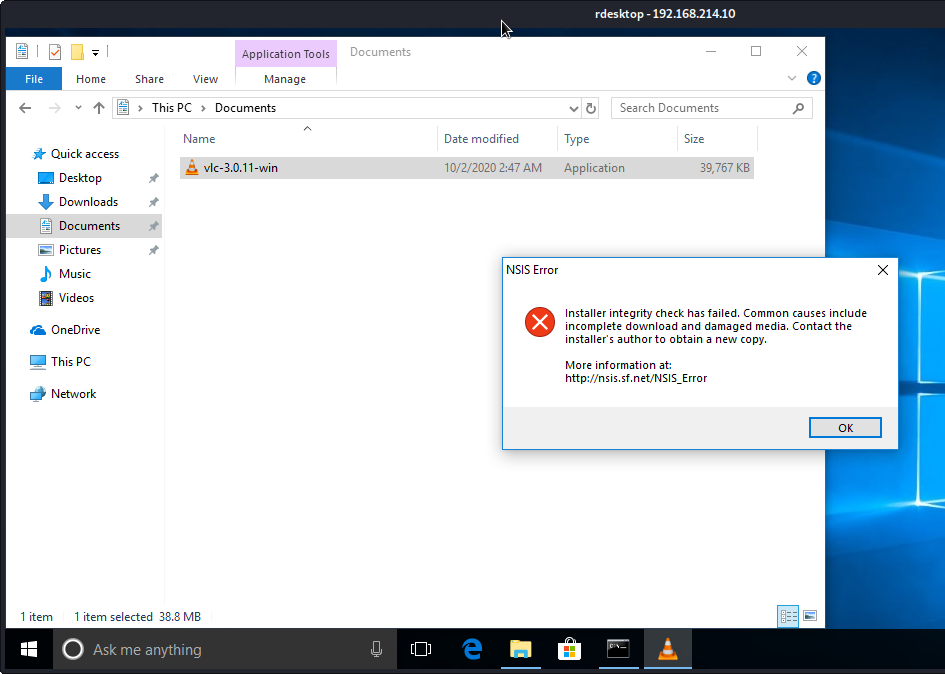 rdesktop - 192.168.214.10
Application Tools
Documents
File
Home
Share
View
Manage
This PC
Documents
Search Documents
Name
Date modified
Type
Size
vlc-3.0.11-win
10/2/2020 2:47 AM
Application
39,767 KB
Quick access
Desktop
Downloads
Documents
Pictures
Music
Videos
OneDrive
This PC
Network
NSIS Error
Installer integrity check has failed. Common causes include
incomplete download and damaged media. Contact the
installer's author to obtain a new copy.
More information at:
http://nsis.sf.net/NSIS_Error
OK
1 item
1 item selected 38.8 MB
Ask me anything